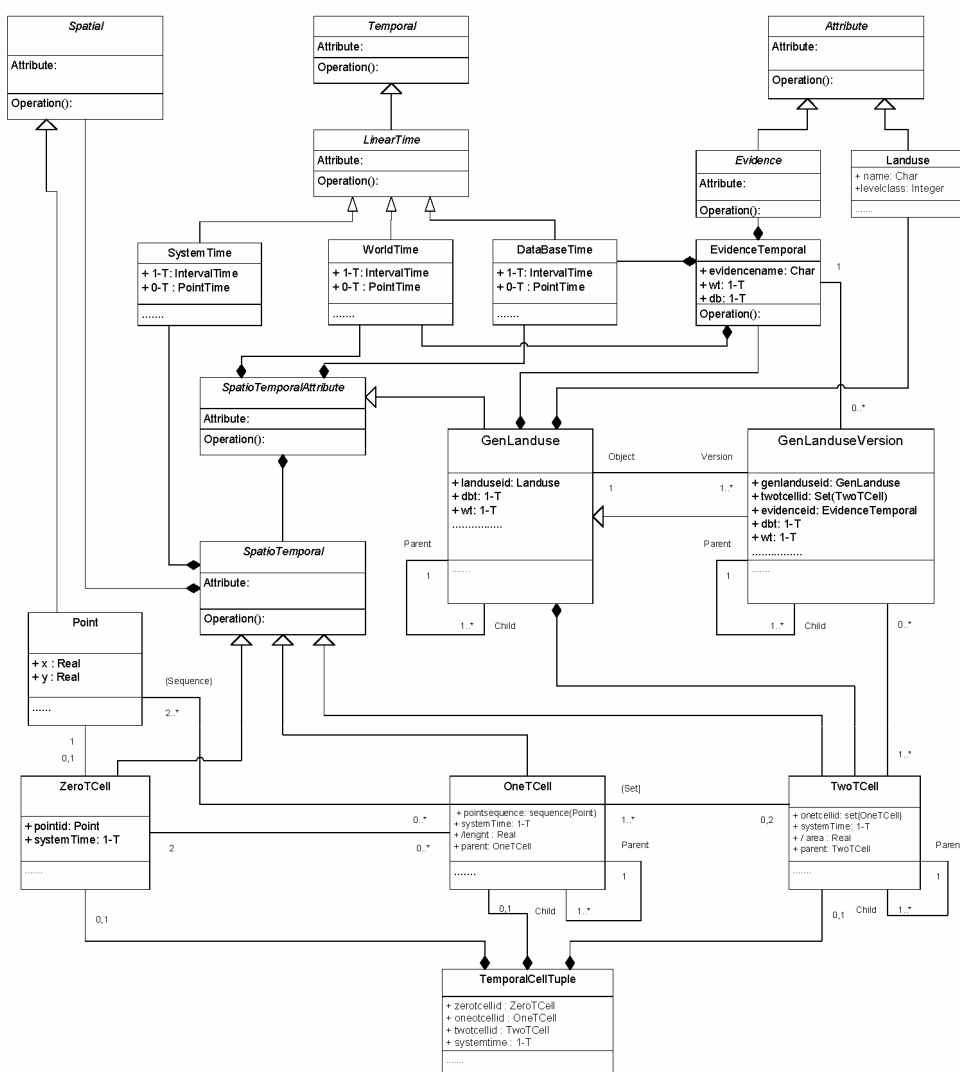 Spatial
Attribute:
Operation():
Temporal
Attribute:
Operation():
Attribute
Attribute:
Operation():
LinearTime
Attribute:
Operation():
Evidence
Attribute:
Operation():
Landuse
+ name: Char
+levelclass: Integer
.......
SystemTime
+ 1-T: IntervalTime
+ 0-T : PointTime
.......
WorldTime
+ 1-T: IntervalTime
+ 0-T : PointTime
.......
DataBaseTime
+ 1-T: IntervalTime
+ 0-T : PointTime
.......
EvidenceTemporal
+ evidencename: Char
+ wt: 1-T
+ db: 1-T
Operation():
1
0..*
SpatioTemporalAttribute
Attribute:
Operation():
GenLanduse
+ landuseid: Landuse
+ dbt: 1-T
+ wt: 1-T
................
.......
Object
Version
1
1..*
GenLanduseVersion
+ genlanduseid: GenLanduse
+ twotcellid: Set(TwoTCell)
+ evidenceid: EvidenceTemporal
+ dbt: 1-T
+ wt: 1-T
................
.......
Parent
1
1..*
Child
Parent
1
1..*
Child
0..*
SpatioTemporal
Attribute:
Operation():
Point
+ x : Real
+ y : Real
......
{Sequence}
2..*
1
0,1
1..*
ZeroTCell
+ pointid: Point
+ systemTime: 1-T
.......
2
0..*
0..*
OneTCell
+ pointsequence: sequence(Point)
+ systemTime: 1-T
+ /lenght : Real
+ parent: OneTCell
.......
{Set}
1..*
0,2
Parent
1
0,1
Child
1..*
TwoTCell
+ onetcellid: set(OneTCell)
+ systemTime: 1-T
+ / area : Real
+ parent: TwoTCell
.......
Parent
1
0,1
Child
1..*
0,1
TemporalCellTuple
+ zerotcellid : ZeroTCell
+ oneotcellid : OneTCell
+ twotcellid : TwoTCell
+ systemtime : 1-T
.......